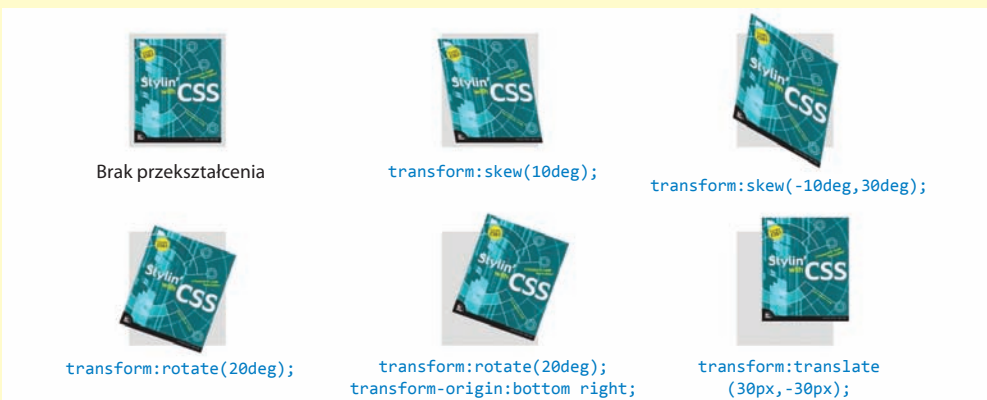 Stylin'
with
CSS
Stylin'
with
CSS
Stylin'
with
CSS
Brak przekształcenia
transform:skew(10deg);
transform:skew(-10deg,30deg);
Stylin'
with
CSS
Stylin'
with
CSS
Stylin'
with
CSS
transform:rotate(20deg);
transform:rotate(20deg);
transform-origin:bottom right;
transform:translate
(30px,-30px);